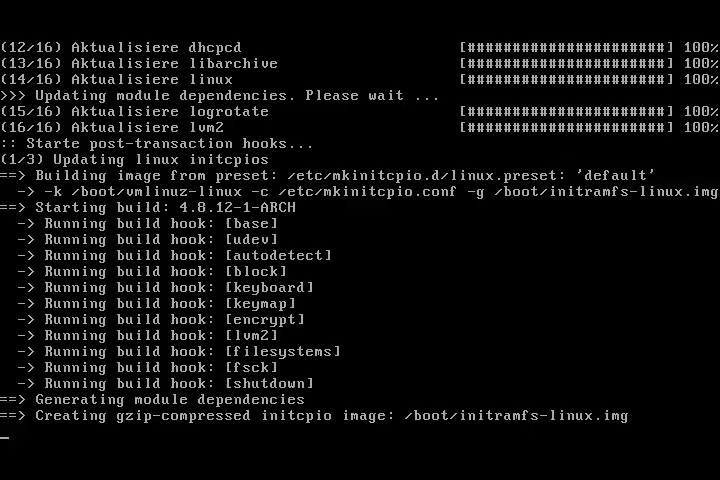 (12/16) Aktualisiere dhcpcd [######################] 100%
(13/16) Aktualisiere libarchive [######################] 100%
(14/16) Aktualisiere linux [######################] 100%
>>> Updating module dependencies. Please wait ...
(15/16) Aktualisiere logrotate [######################] 100%
(16/16) Aktualisiere lvm2 [######################] 100%
:: Starte post-transaction hooks...
(1/3) Updating linux initcpios
==> Building image from preset: /etc/mkinitcpio.d/linux.preset: 'default'
-> -k /boot/vmlinuz-linux -c /etc/mkinitcpio.conf -g /boot/initramfs-linux.img
==> Starting build: 4.8.12-1-ARCH
-> Running build hook: [base]
-> Running build hook: [udev]
-> Running build hook: [autodetect]
-> Running build hook: [block]
-> Running build hook: [keyboard]
-> Running build hook: [keymap]
-> Running build hook: [encrypt]
-> Running build hook: [lvm2]
-> Running build hook: [filesystems]
-> Running build hook: [fsck]
-> Running build hook: [shutdown]
==> Generating module dependencies
==> Creating gzip-compressed initcpio image: /boot/initramfs-linux.img